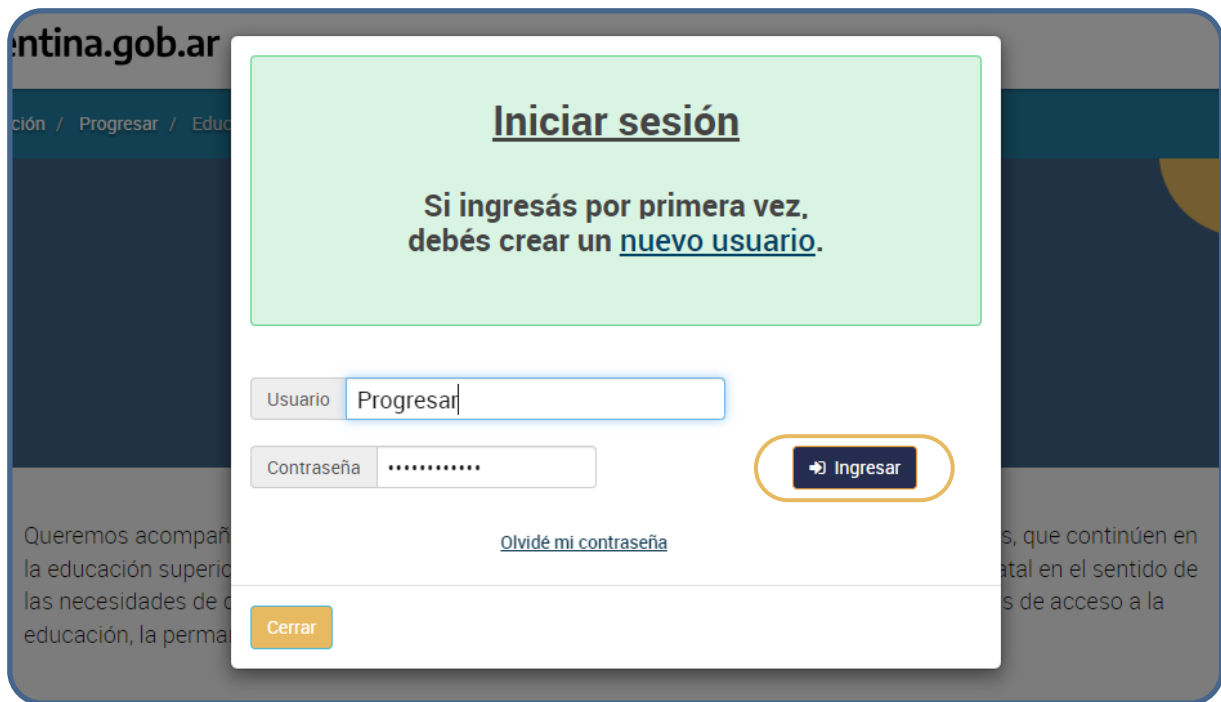 entina.gob.ar
ción / Progresar / Educ
Iniciar sesión
Si ingresás por primera vez,
debés crear un nuevo usuario.
Usuario Progresar
Contraseña ••••••••••••
Ingresar
Olvidé mi contraseña
Queremos acompañ s, que continúen en
la educación superio atal en el sentido de
las necesidades de d s de acceso a la
educación, la perma
Cerrar